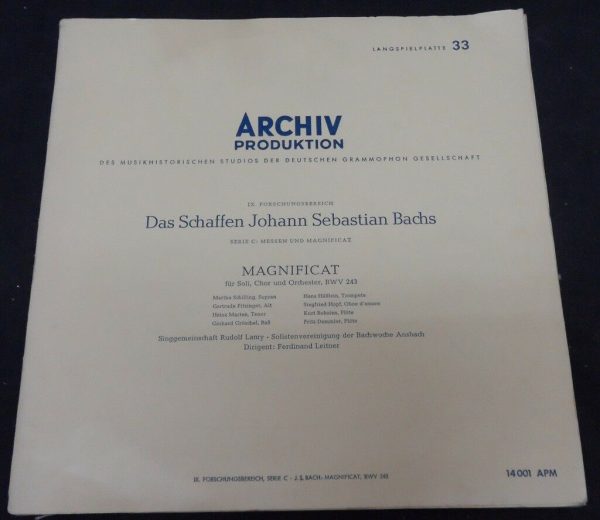 LANGSPIELPLATTE 33
ARCHIV
PRODUKTION
DES MUSIKHISTORISCHEN STUDIOS DER DEUTSCHEN GRAMMOPHON GESELLSCHAFT
IX. FORSCHUNGSBEREICH
Das Schaffen Johann Sebastian Bachs
SERIE C: MESSEN UND MAGNIFICAT
MAGNIFICAT
für Soli, Chor und Orchester, BWV 243
Martha Schilling, Sopran
Gertrude Pitzinger, Alt
Heinz Marten, Tenor
Gerhard Gröschel, Baß
Hans Trompete
Siegfried Hopf, Oboe d'amore
Kurt Flöte
Fritz Demmler, Flöte
Singgemeinschaft Rudolf Lamy - Solistenvereinigung der Bachwoche Ansbach
Dirigent: Ferdinand Leitner
IX. FORSCHUNGSBEREICH, SERIE C - J. S. BACH: MAGNIFICAT, BWV 243
14 001 APM